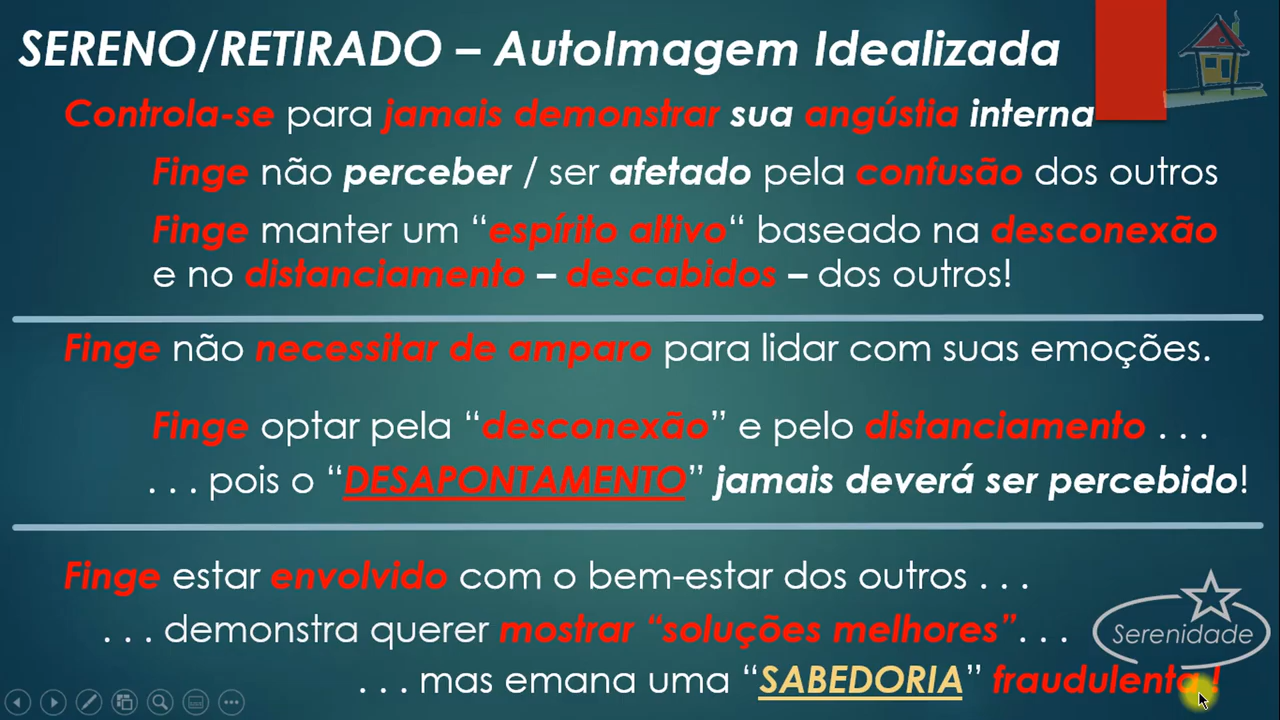 SERENO/RETIRADO – AutoImagem Idealizada
Controla-se para jamais demonstrar sua angústia interna
Finge não perceber / ser afetado pela confusão dos outros
Finge manter um “espírito altivo“ baseado na desconexão
e no distanciamento – descabidos – dos outros!
Finge não necessitar de amparo para lidar com suas emoções.
Finge optar pela “desconexão” e pelo distanciamento . . .
. . . pois o “DESAPONTAMENTO” jamais deverá ser percebido!
Finge estar envolvido com o bem-estar dos outros . . .
. . . demonstra querer mostrar “soluções melhores”. . .
Serenidade
. . . mas emana uma “SABEDORIA” fraudulenta !